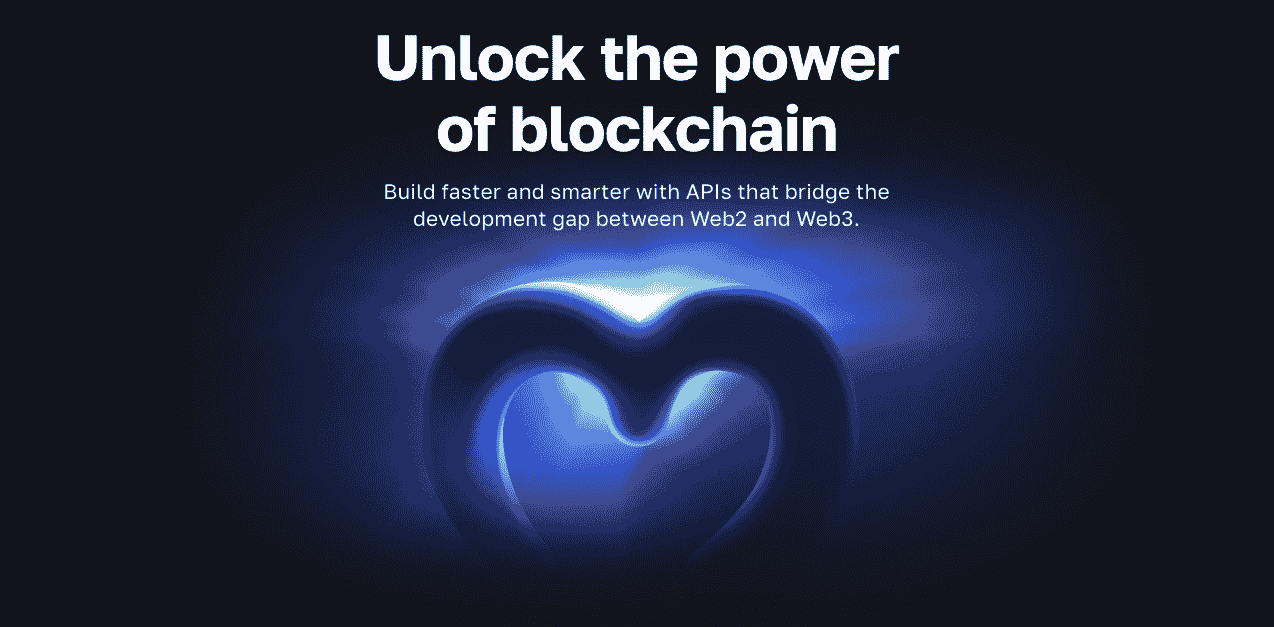 Unlock the power
of blockchain
Build faster and smarter with APIs that bridge the
development gap between Web2 and Web3.